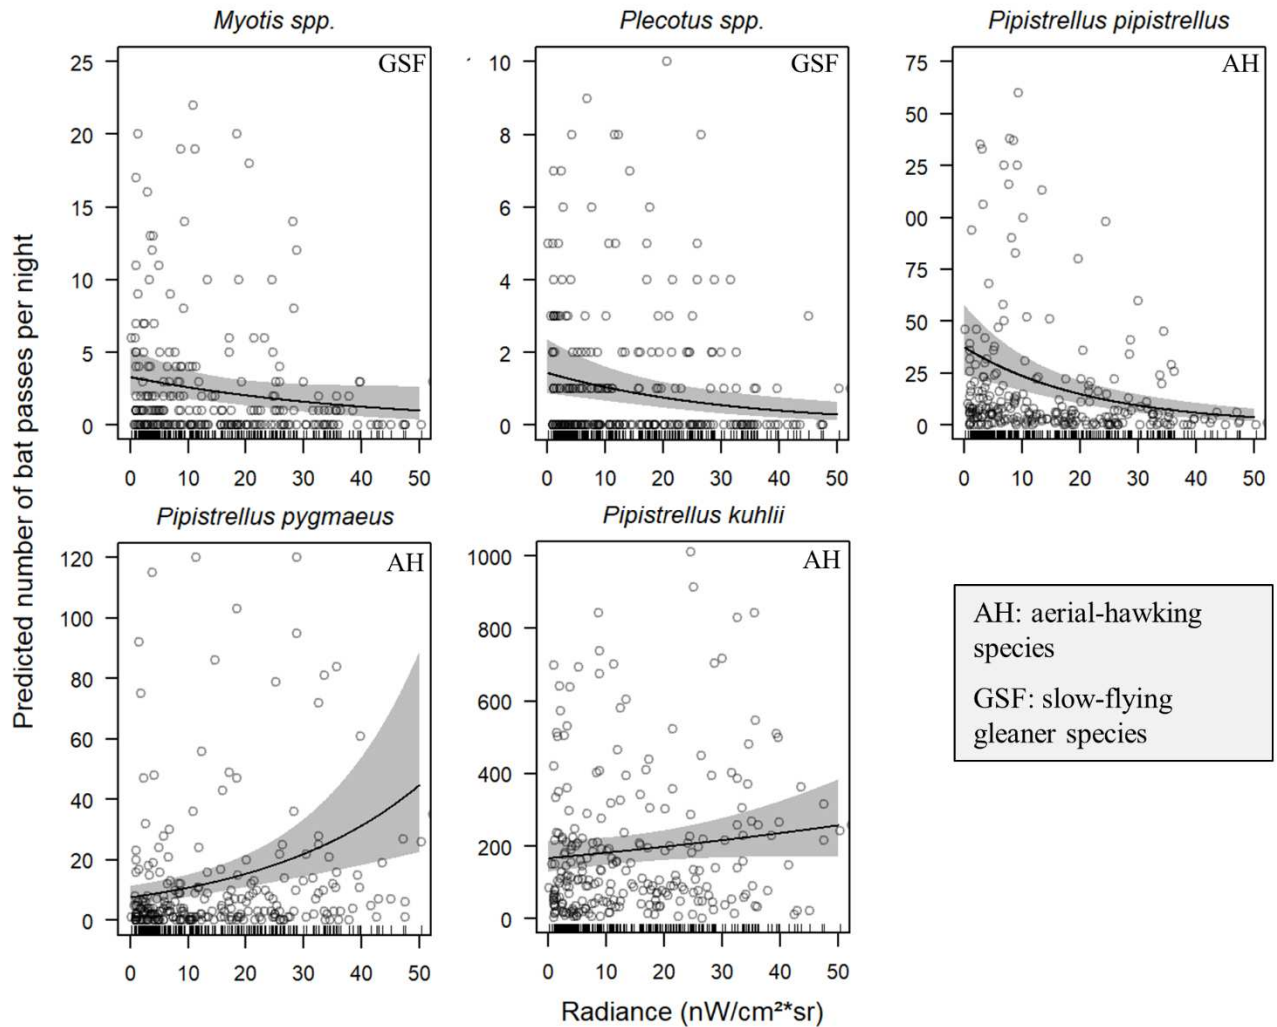 Myotis spp.
Plecotus spp.
Pipistrellus pipistrellus
GSF
GSF
AH
25
20
15
10
5
0
10
8
6
4
2
0
75
50
25
00
75
50
25
0
0 10 20 30 40 50
0 10 20 30 40 50
0 10 20 30 40 50
Predicted number of bat passes per night
Pipistrellus pygmaeus
Pipistrellus kuhlii
AH
AH
120
100
80
60
40
20
0
1000
800
600
400
200
0
0 10 20 30 40 50
0 10 20 30 40 50
Radiance (nW/cm²*sr)
AH: aerial-hawking
species
GSF: slow-flying
gleaner species